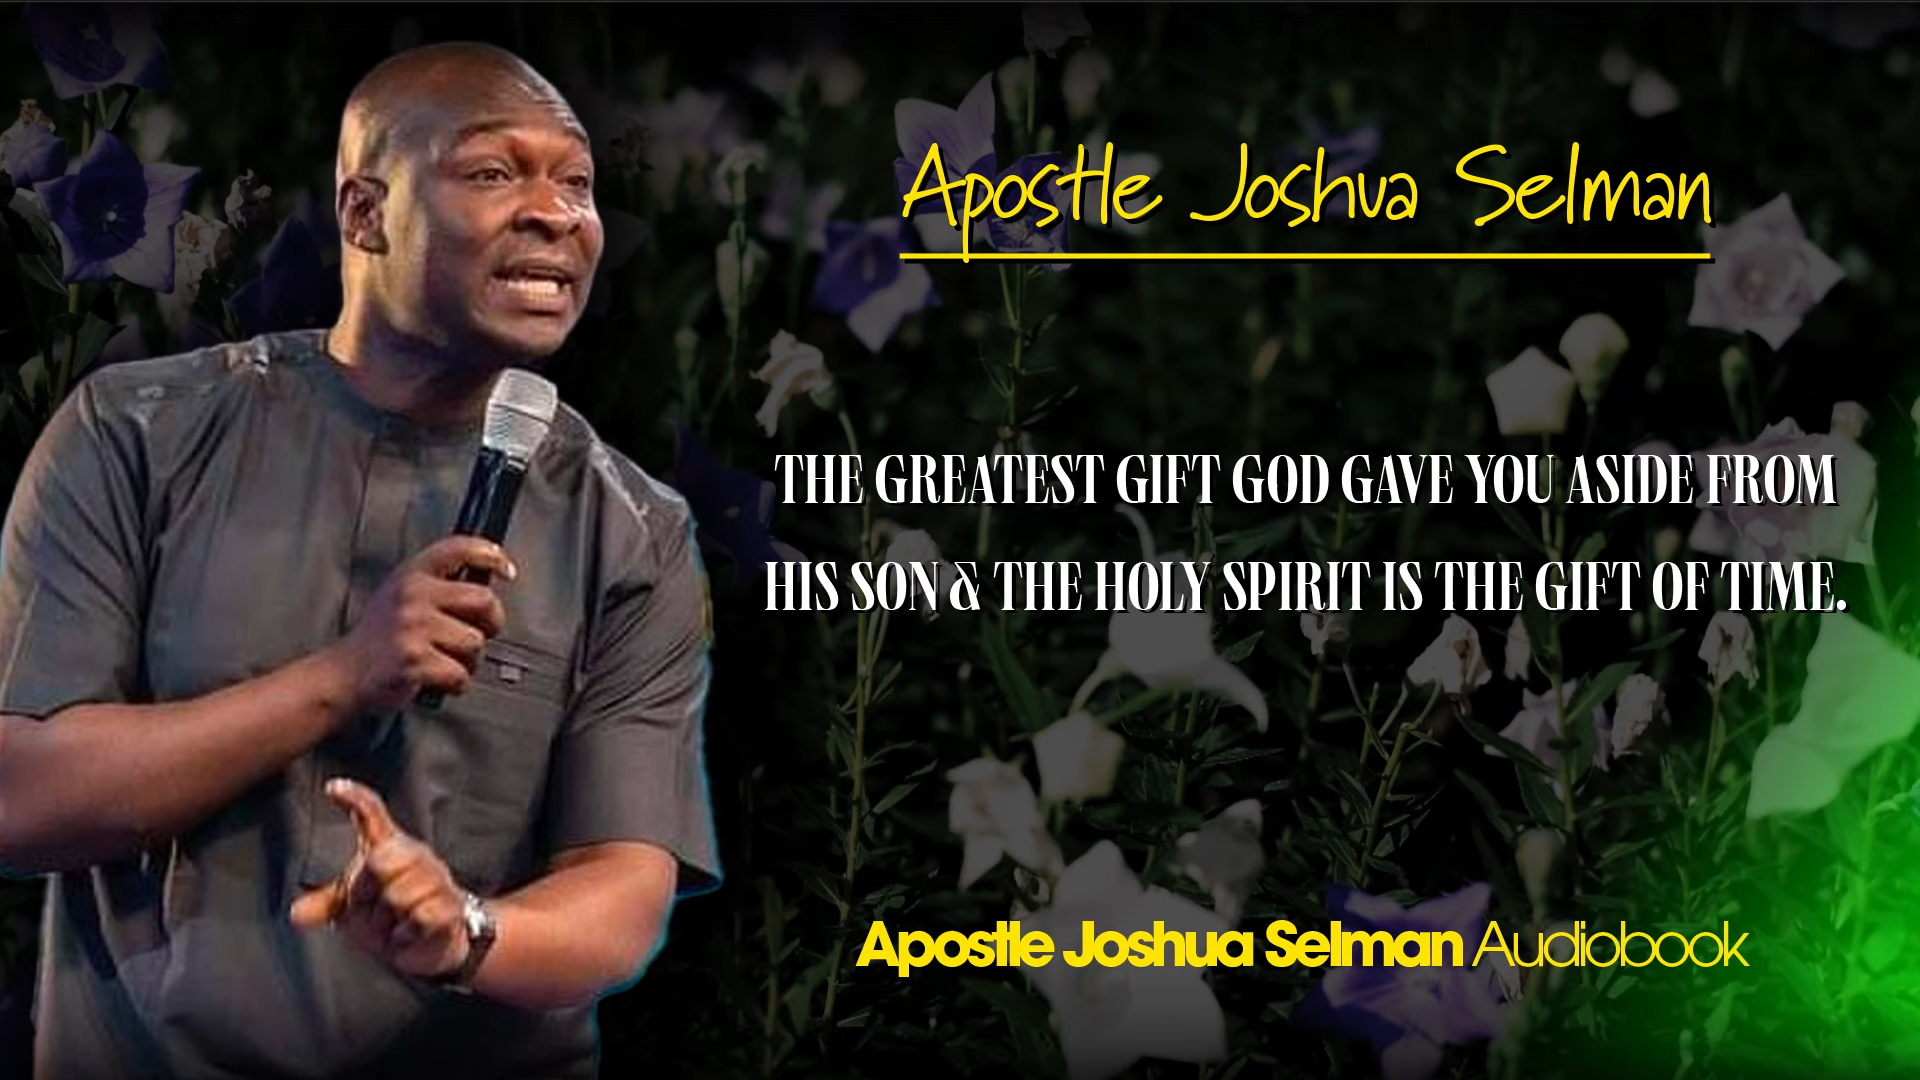 Apostle Joshua Selman
THE GREATEST GIFT GOD GAVE YOU ASIDE FROM
HIS SON & THE HOLY SPIRIT IS THE GIFT OF TIME.
Apostle Joshua Selman Audiobook